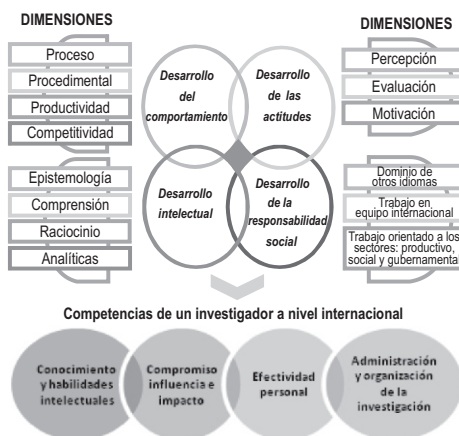 DIMENSIONES
Proceso
Procedimental
Productividad
Competitividad
Epistemología
Comprensión
Raciocinio
Analíticas
Desarrollo
del
comportamiento
Desarrollo
de las
actitudes
Desarrollo
intelectual
Desarrollo
de la
responsabilidad
social
DIMENSIONES
Percepción
Evaluación
Motivación
Dominio de
otros idiomas
Trabajo en
equipo internacional
Trabajo orientado a los
sectores: productivo,
social y gubernamental
Competencias de un investigador a nivel internacional
Conocimiento
y habilidades
intelectuales
Compromiso
influencia e
impacto
Efectividad
personal
Administración
y organización
de la
investigación